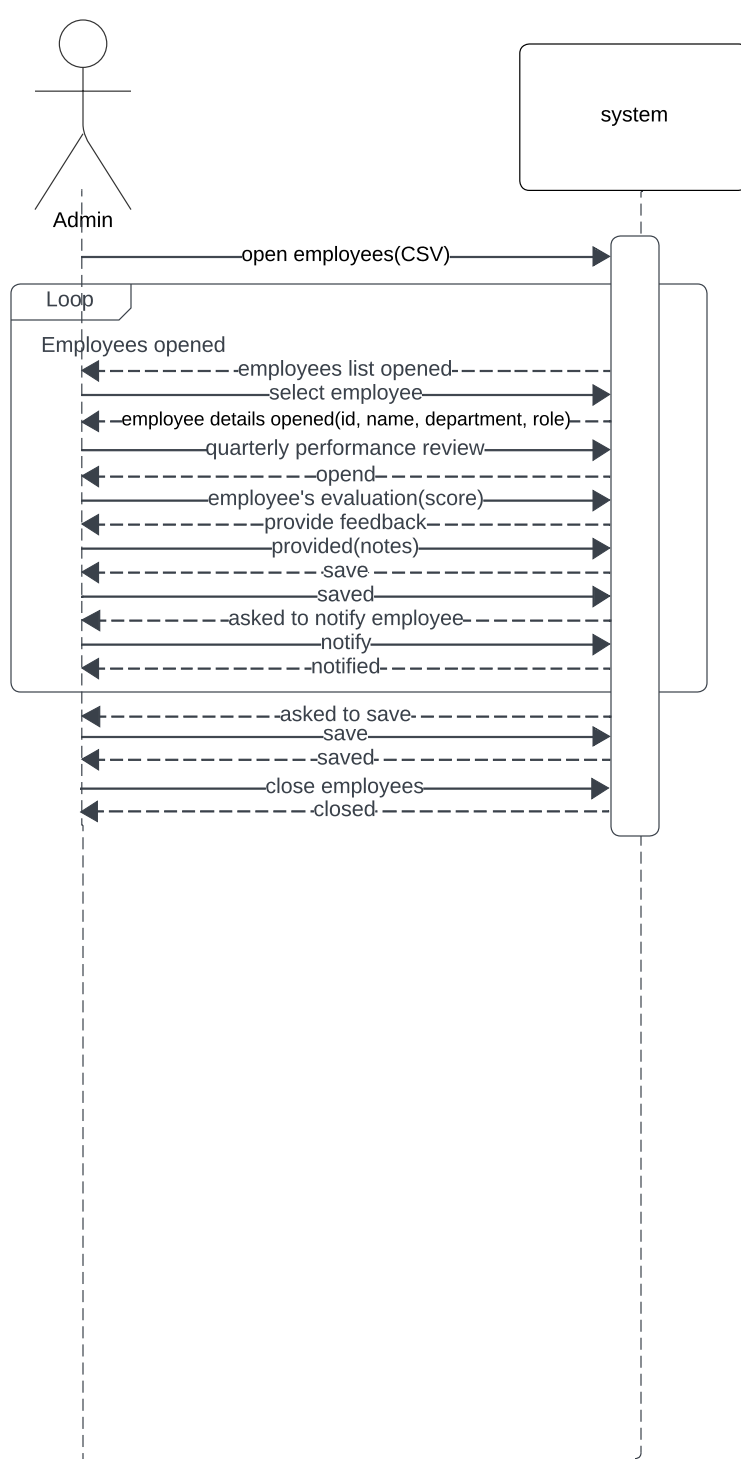 system
Admin
open employees(CSV)
Loop
Employees opened
employees list opened
select employee
employee details opened(id, name, department, role)
quarterly performance review
opend
employee's evaluation(score)
provide feedback
provided(notes)
save
saved
asked to notify employee
notify
notified
asked to save
save
saved
close employees
closed